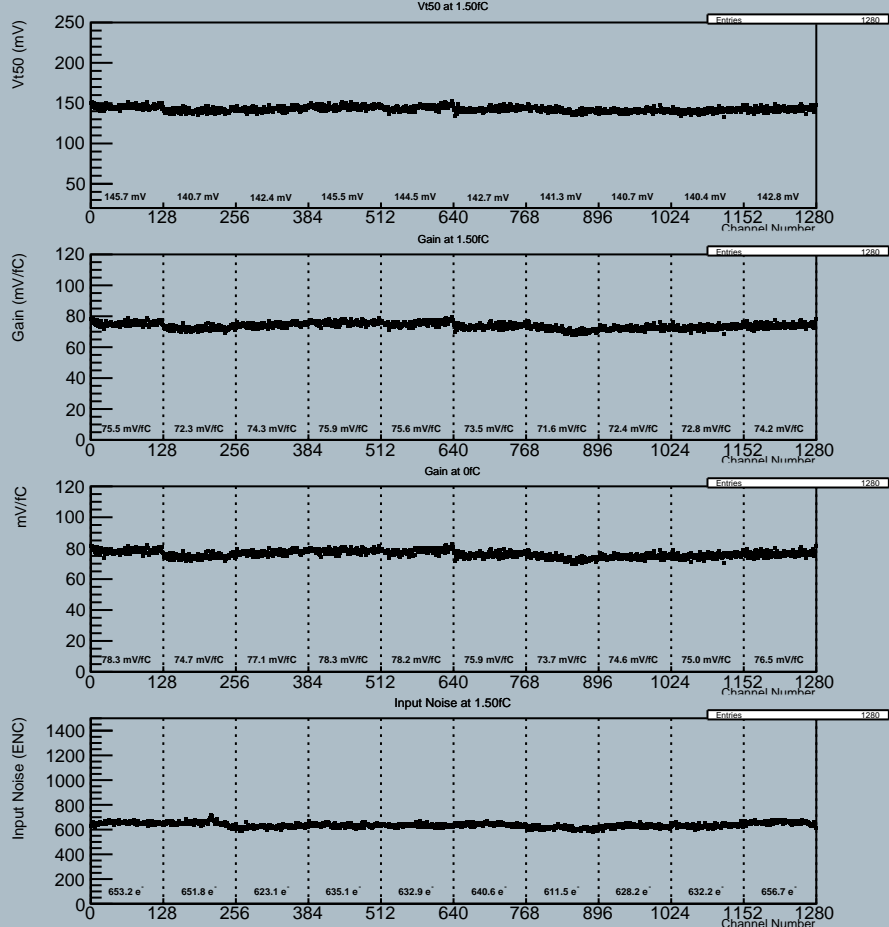 Vt50 at 1.50fC
Entries 1280
Vt50 (mV)
250
200
150
100
50
145.7 mV 140.7 mV 142.4 mV 145.5 mV 144.5 mV 142.7 mV 141.3 mV 140.7 mV 140.4 mV 142.8 mV
0 128 256 384 512 640 768 896 1024 1152 1280
Channel Number
Gain at 1.50fC
Entries 1280
Gain (mV/fC)
120
100
80
60
40
20
0
75.5 mV/fC 72.3 mV/fC 74.3 mV/fC 75.9 mV/fC 75.6 mV/fC 73.5 mV/fC 71.6 mV/fC 72.4 mV/fC 72.8 mV/fC 74.2 mV/fC
0 128 256 384 512 640 768 896 1024 1152 1280
Channel Number
Gain at 0fC
Entries 1280
mV/fC
120
100
80
60
40
20
0
78.3 mV/fC 74.7 mV/fC 77.1 mV/fC 78.3 mV/fC 78.2 mV/fC 75.9 mV/fC 73.7 mV/fC 74.6 mV/fC 75.0 mV/fC 76.5 mV/fC
0 128 256 384 512 640 768 896 1024 1152 1280
Channel Number
Input Noise at 1.50fC
Entries 1280
Input Noise (ENC)
1400
1200
1000
800
600
400
200
0
653.2 e⁻ 651.8 e⁻ 623.1 e⁻ 635.1 e⁻ 632.9 e⁻ 640.6 e⁻ 611.5 e⁻ 628.2 e⁻ 632.2 e⁻ 656.7 e⁻
0 128 256 384 512 640 768 896 1024 1152 1280
Channel Number